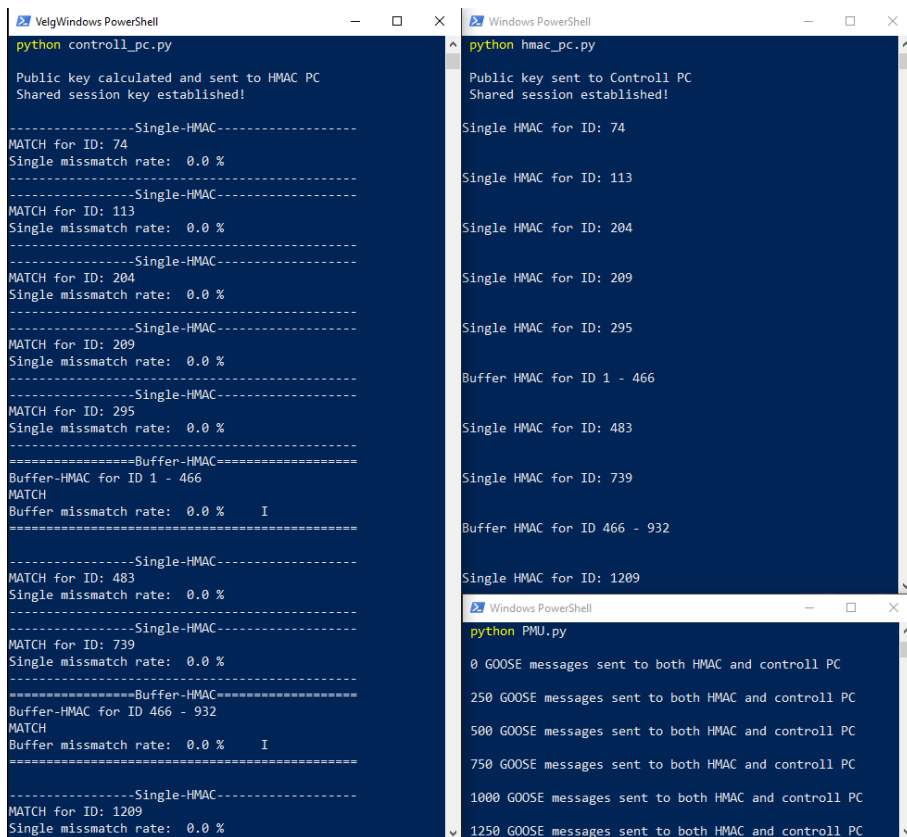 VelgWindows PowerShell
python controll_pc.py
Public key calculated and sent to HMAC PC
Shared session key established!
-----------------Single-HMAC-------------------
MATCH for ID: 74
Single missmatch rate:  0.0 %
-----------------------------------------------
-----------------Single-HMAC-------------------
MATCH for ID: 113
Single missmatch rate:  0.0 %
-----------------------------------------------
-----------------Single-HMAC-------------------
MATCH for ID: 204
Single missmatch rate:  0.0 %
-----------------------------------------------
-----------------Single-HMAC-------------------
MATCH for ID: 209
Single missmatch rate:  0.0 %
-----------------------------------------------
-----------------Single-HMAC-------------------
MATCH for ID: 295
Single missmatch rate:  0.0 %
-----------------------------------------------
=================Buffer-HMAC===================
Buffer-HMAC for ID 1 - 466
MATCH
Buffer missmatch rate:  0.0 %
===============================================
-----------------Single-HMAC-------------------
MATCH for ID: 483
Single missmatch rate:  0.0 %
-----------------------------------------------
-----------------Single-HMAC-------------------
MATCH for ID: 739
Single missmatch rate:  0.0 %
-----------------------------------------------
=================Buffer-HMAC===================
Buffer-HMAC for ID 466 - 932
MATCH
Buffer missmatch rate:  0.0 %
===============================================
-----------------Single-HMAC-------------------
MATCH for ID: 1209
Single missmatch rate:  0.0 %
Windows PowerShell
python hmac_pc.py
Public key sent to Controll PC
Shared session established!
Single HMAC for ID: 74
Single HMAC for ID: 113
Single HMAC for ID: 204
Single HMAC for ID: 209
Single HMAC for ID: 295
Buffer HMAC for ID 1 - 466
Single HMAC for ID: 483
Single HMAC for ID: 739
Buffer HMAC for ID 466 - 932
Single HMAC for ID: 1209
Windows PowerShell
python PMU.py
0 GOOSE messages sent to both HMAC and controll PC
250 GOOSE messages sent to both HMAC and controll PC
500 GOOSE messages sent to both HMAC and controll PC
750 GOOSE messages sent to both HMAC and controll PC
1000 GOOSE messages sent to both HMAC and controll PC
1250 GOOSE messages sent to both HMAC and controll PC